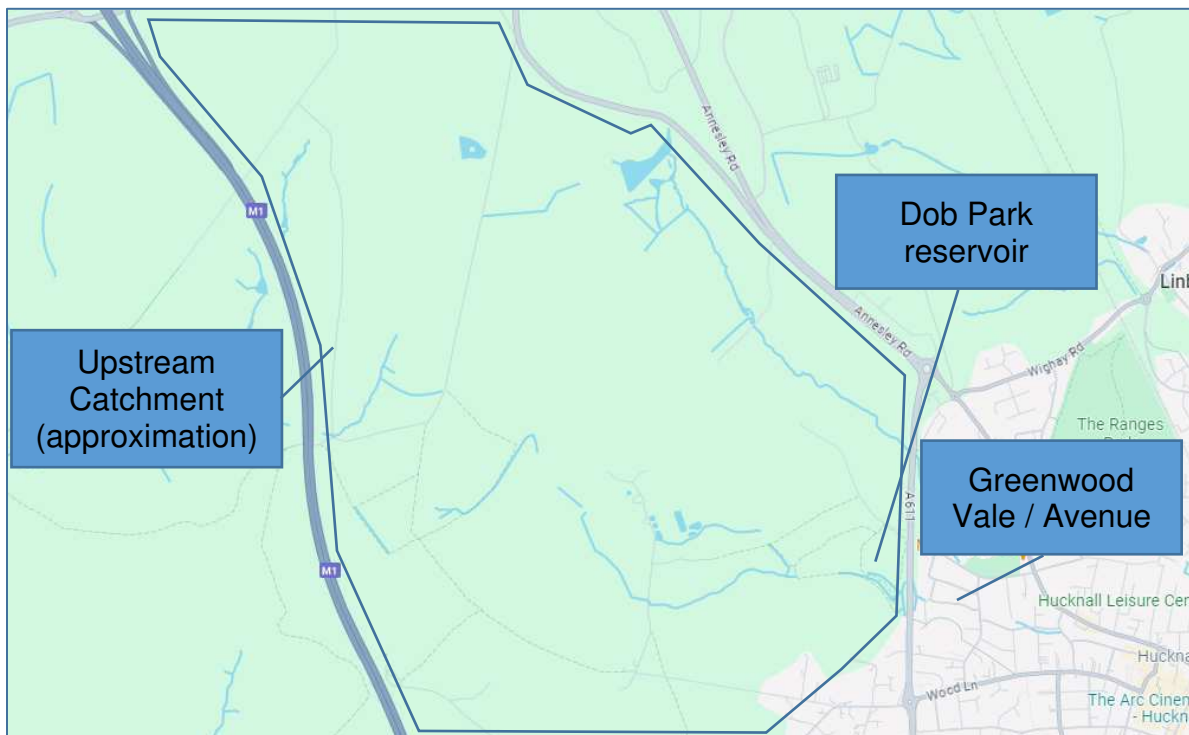 M1
Annesley Rd
Dob Park
reservoir
Annesley Rd
Wighay Rd
Upstream
Catchment
(approximation)
The Ranges
Greenwood
Vale / Avenue
A611
M1
Hucknall Leisure Cen
Hucknal
Wood Ln
The Arc Cinem
- Huckn